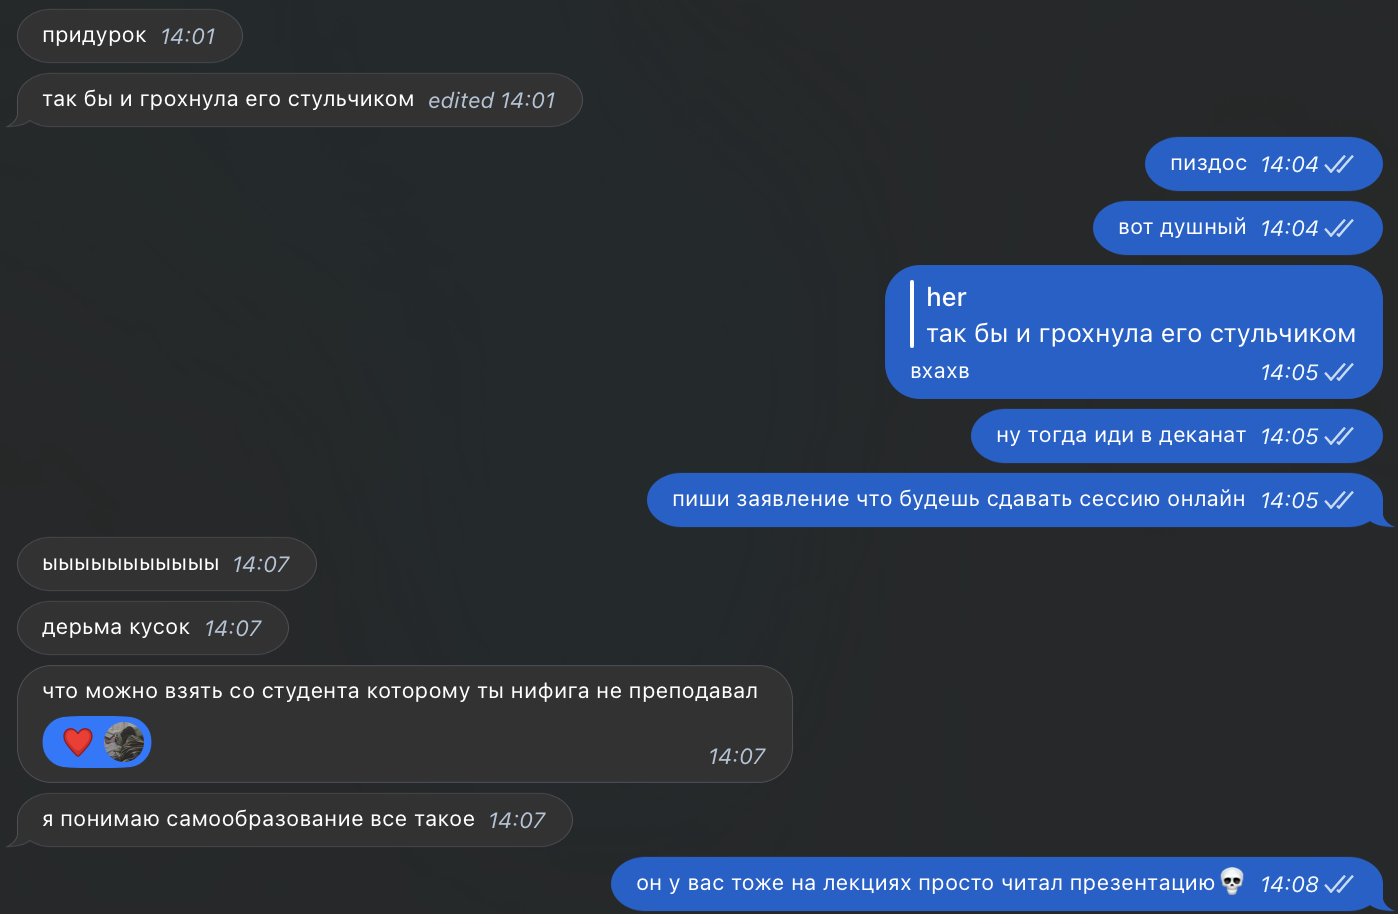 придурок 14:01
так бы и грохнула его стульчиком edited 14:01
пиздос 14:04
вот душный 14:04
her
так бы и грохнула его стульчиком
вхахв 14:05
ну тогда иди в деканат 14:05
пиши заявление что будешь сдавать сессию онлайн 14:05
ыыыыыыыыыыы 14:07
дерьма кусок 14:07
что можно взять со студента которому ты нифига не преподавал
14:07
я понимаю самообразование все такое 14:07
он у вас тоже на лекциях просто читал презентацию💀 14:08